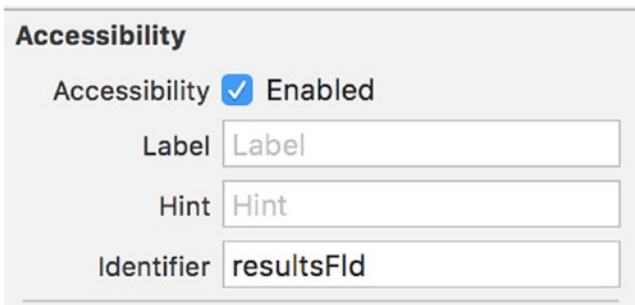 Accessibility
Accessibility Enabled
Label Label
Hint Hint
Identifier resultsFld